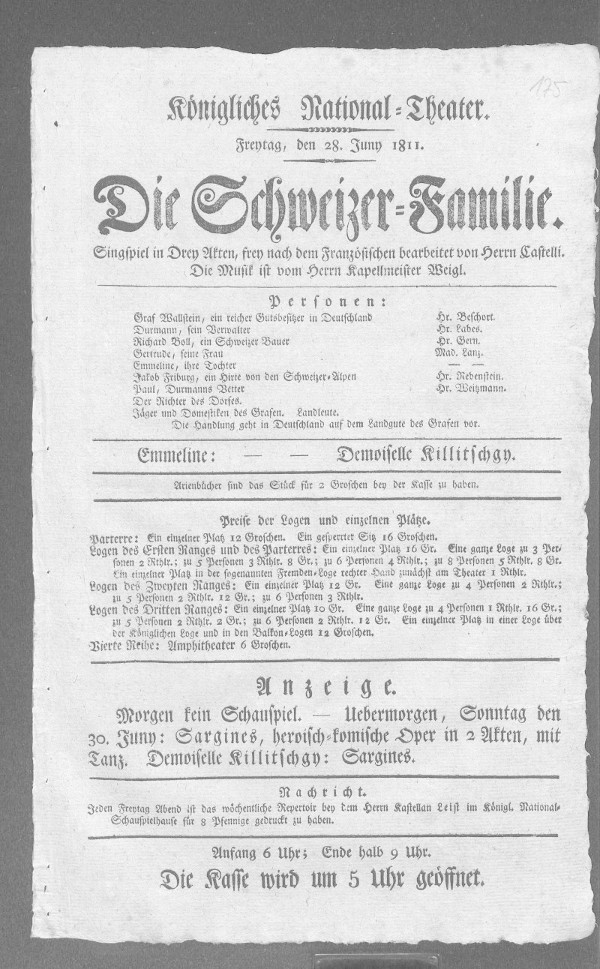 175
Königliches National-Theater.
Freytag, den 28. Juny 1811.
Die Schweizer-Familie.
Singspiel in Drey Akten, frey nach dem Französischen bearbeitet von Herrn Castelli.
Die Musik ist vom Herrn Kapellmeister Weigl.
Personen:
Graf Wallstein, ein reicher Gutsbesitzer in Deutschland Hr. Beschort.
Durmann, sein Verwalter Hr. Labes.
Richard Boll, ein Schweizer Bauer Hr. Gern.
Gertrude, seine Frau Mad. Lanz.
Emmeline, ihre Tochter — —
Jakob Friburg, ein Hirte von den Schweizer-Alpen Hr. Rebenstein.
Paul, Durmanns Vetter Hr. Weitzmann.
Der Richter des Dorfes.
Jäger und Domestiken des Grafen. Landleute.
Die Handlung geht in Deutschland auf dem Landgute des Grafen vor.
Emmeline: — — Demoiselle Killitschgy.
Arienbücher sind das Stück für 2 Groschen bey der Kasse zu haben.
Preise der Logen und einzelnen Plätze.
Parterre: Ein einzelner Platz 12 Groschen. Ein gesperrter Sitz 16 Groschen.
Logen des Ersten Ranges und des Parterres: Ein einzelner Platz 16 Gr. Eine ganze Loge zu 3 Per-
sonen 2 Rthlr.; zu 5 Personen 3 Rthlr. 8 Gr.; zu 6 Personen 4 Rthlr.; zu 8 Personen 5 Rthlr. 8 Gr.
Ein einzelner Platz in der sogenannten Fremden-Loge rechter Hand zunächst am Theater 1 Rthlr.
Logen des Zweyten Ranges: Ein einzelner Platz 12 Gr. Eine ganze Loge zu 4 Personen 2 Rthlr.;
zu 5 Personen 2 Rthlr. 12 Gr.; zu 6 Personen 3 Rthlr.
Logen des Dritten Ranges: Ein einzelner Platz 10 Gr. Eine ganze Loge zu 4 Personen 1 Rthlr. 16 Gr.;
zu 5 Personen 2 Rthlr. 2 Gr.; zu 6 Personen 2 Rthlr. 12 Gr. Ein einzelner Platz in einer Loge über
der Königlichen Loge und in den Balkon-Logen 12 Groschen.
Vierte Reihe: Amphitheater 6 Groschen.
Anzeige.
Morgen kein Schauspiel. — Uebermorgen, Sonntag den
30. Juny: Sargines, heroisch-komische Oper in 2 Akten, mit
Tanz. Demoiselle Killitschgy: Sargines.
Nachricht.
Jeden Freytag Abend ist das wöchentliche Repertoir bey dem Herrn Kastellan Leist im Königl. National-
Schauspielhause für 8 Pfennige gedruckt zu haben.
Anfang 6 Uhr; Ende halb 9 Uhr.
Die Kasse wird um 5 Uhr geöffnet.